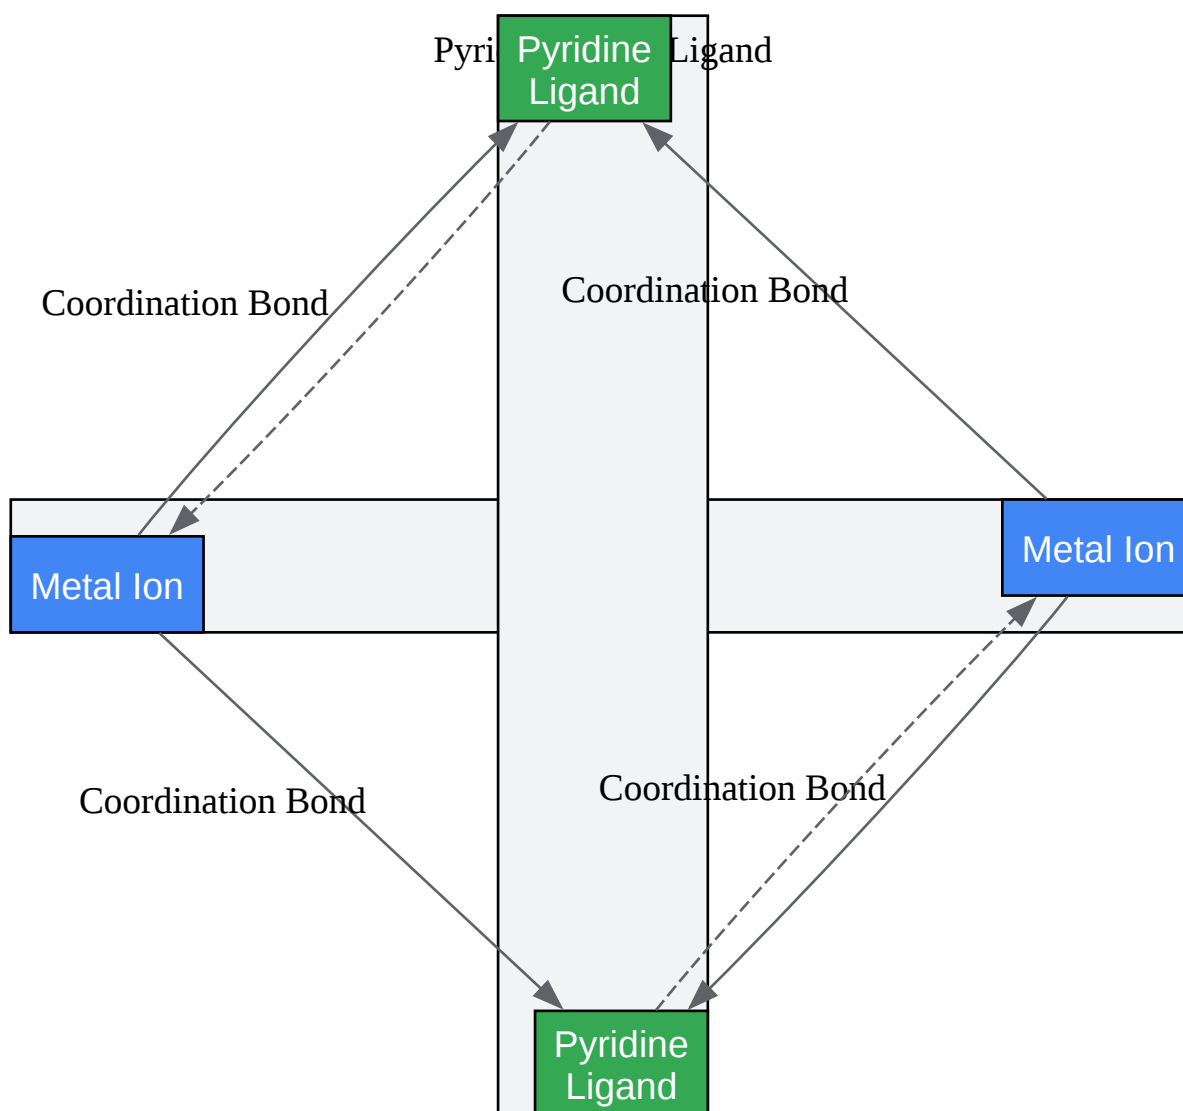 Pyri Ligand
Pyridine
Ligand
Coordination Bond
Coordination Bond
Metal Ion
Metal Ion
Coordination Bond
Coordination Bond
Pyridine
Ligand